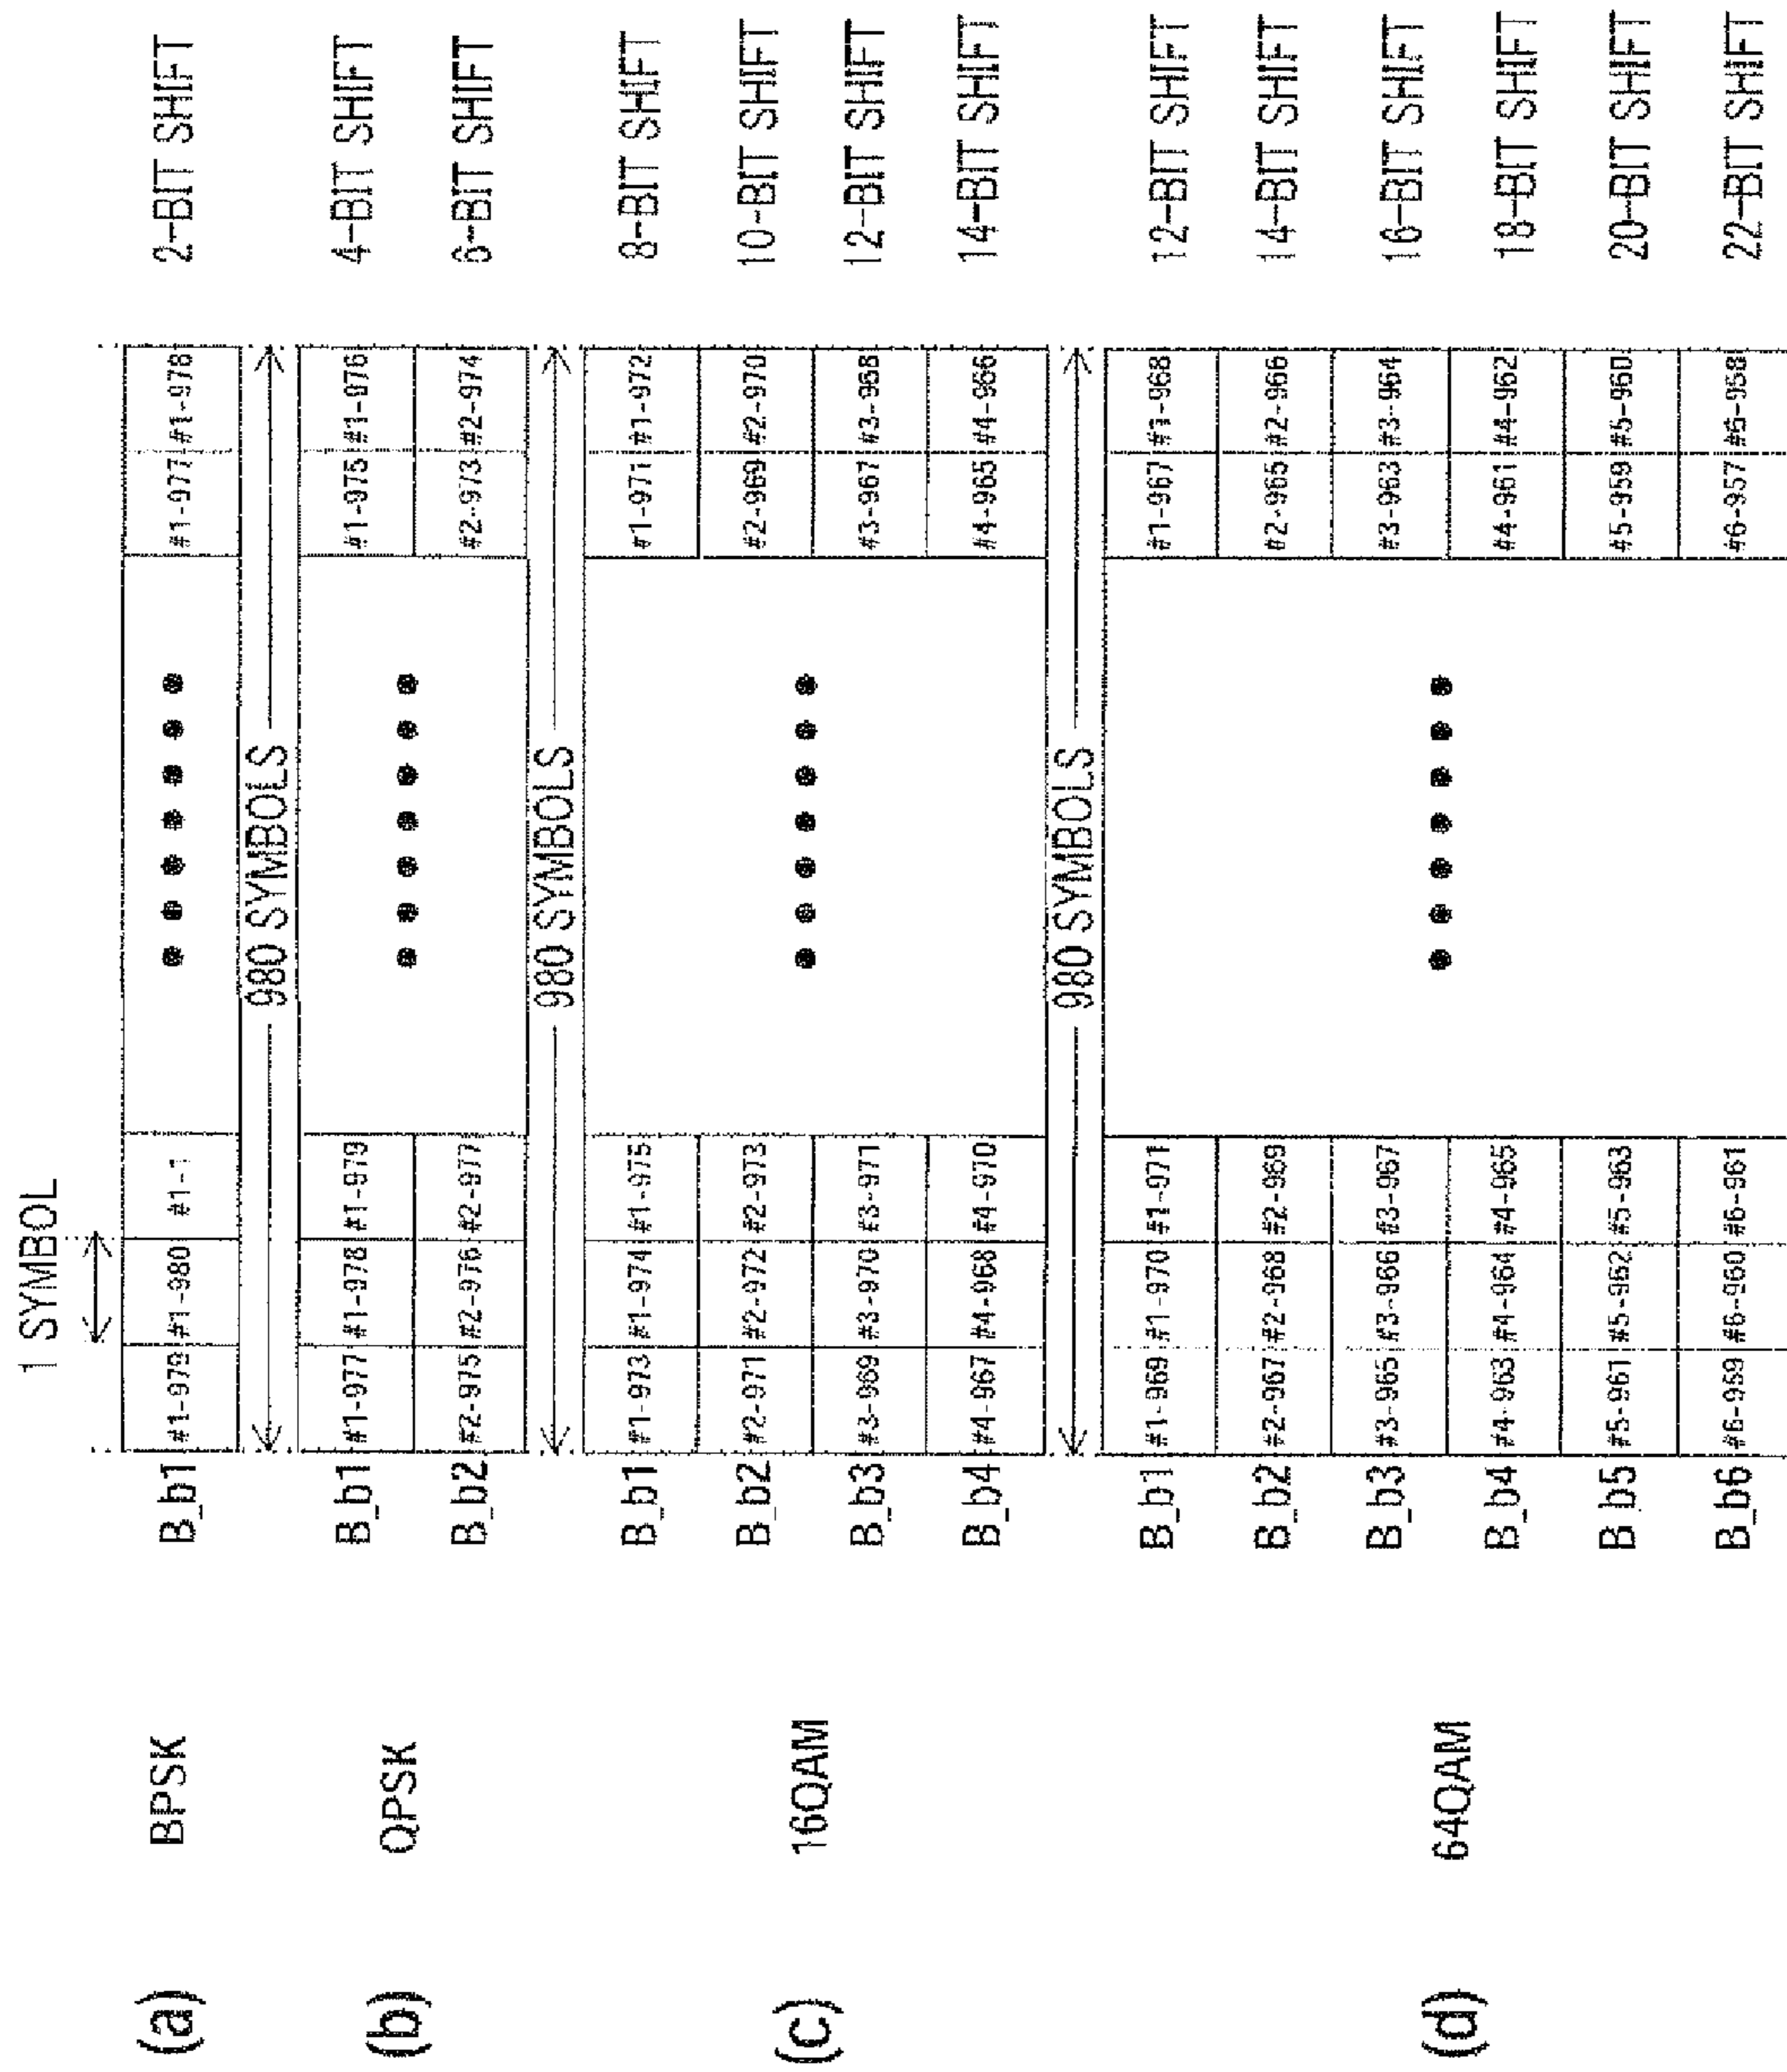 1 SYMBOL
(a) BPSK B_b1 #1-979 #1-980 #1-1 #1-977 #1-978 2-BIT SHIFT
980 SYMBOLS
(b) QPSK
B_b1 #1-977 #1-978 #1-979 #1-975 #1-976 4-BIT SHIFT
B_b2 #2-975 #2-976 #2-977 #2-973 #2-974 6-BIT SHIFT
980 SYMBOLS
(c) 16QAM
B_b1 #1-973 #1-974 #1-975 #1-971 #1-972 8-BIT SHIFT
B_b2 #2-971 #2-972 #2-973 #2-969 #2-970 10-BIT SHIFT
B_b3 #3-969 #3-970 #3-971 #3-967 #3-968 12-BIT SHIFT
B_b4 #4-967 #4-968 #4-970 #4-965 #4-966 14-BIT SHIFT
980 SYMBOLS
(d) 64QAM
B_b1 #1-969 #1-970 #1-971 #1-967 #1-968 12-BIT SHIFT
B_b2 #2-967 #2-968 #2-969 #2-965 #2-966 14-BIT SHIFT
B_b3 #3-965 #3-966 #3-967 #3-963 #3-964 16-BIT SHIFT
B_b4 #4-963 #4-964 #4-965 #4-961 #4-962 18-BIT SHIFT
B_b5 #5-961 #5-962 #5-963 #5-959 #5-960 20-BIT SHIFT
B_b6 #6-959 #6-960 #6-961 #6-957 #6-958 22-BIT SHIFT